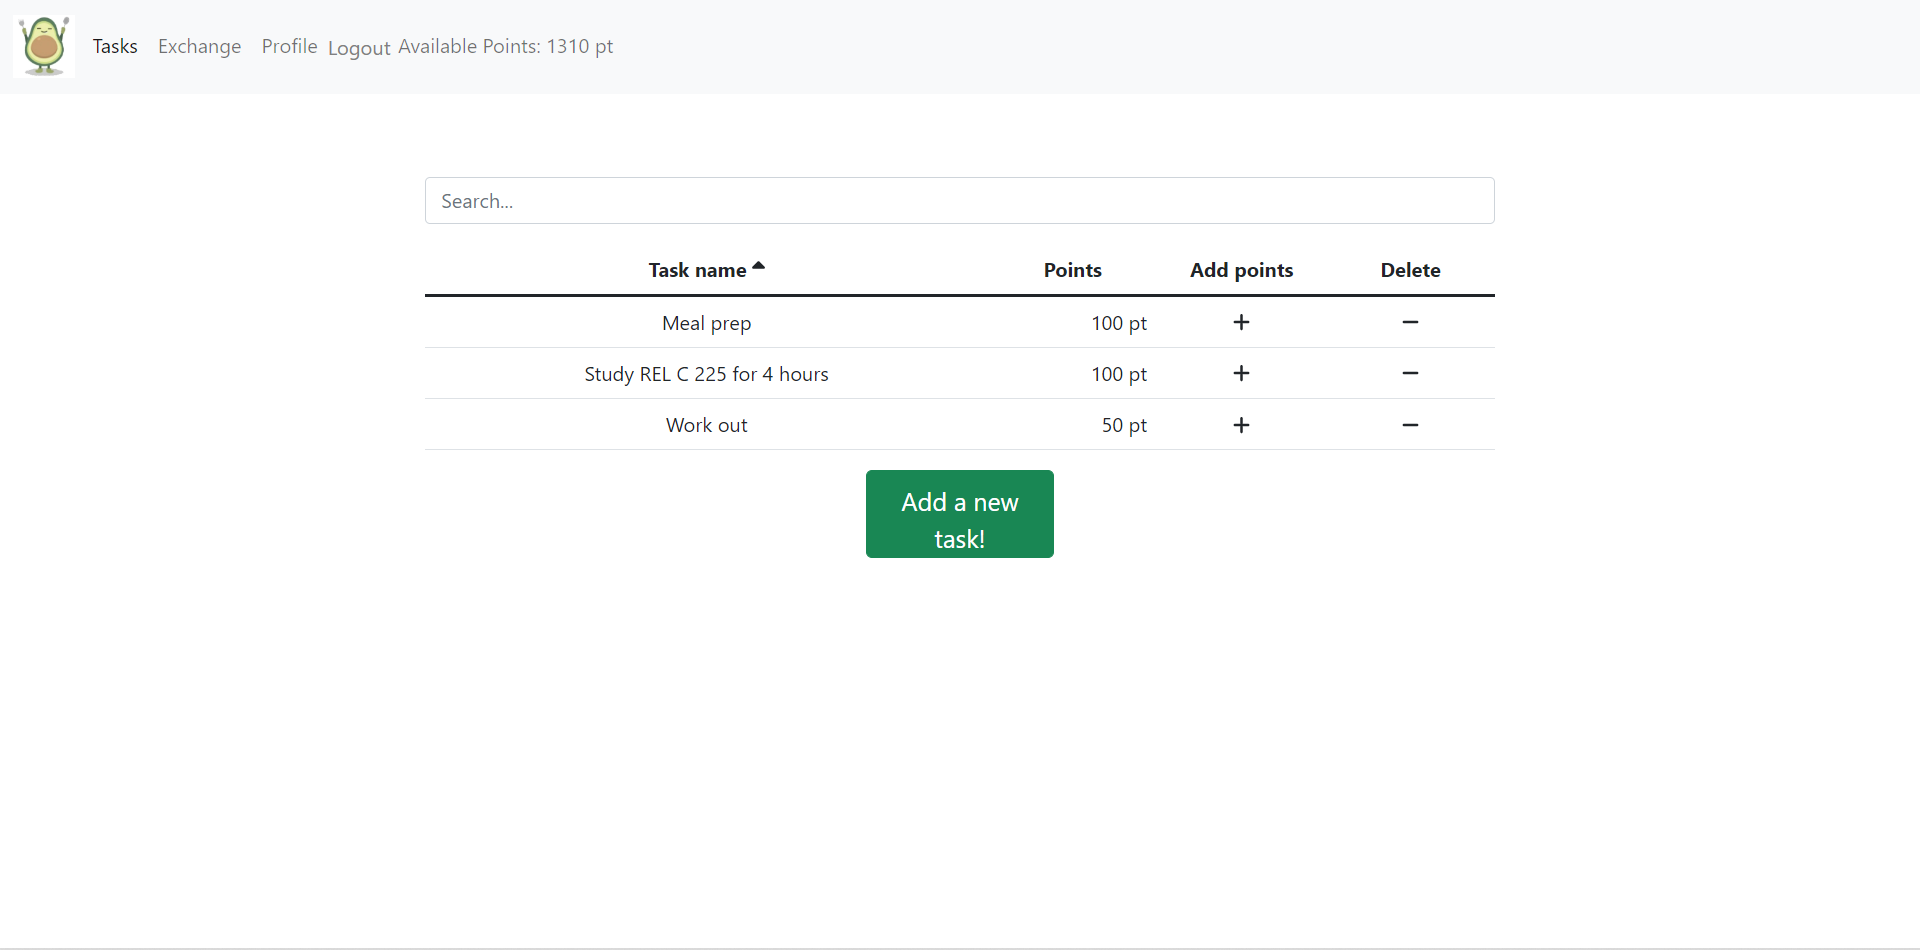 Tasks Exchange Profile Logout Available Points: 1310 pt
Search...
Task name Points Add points Delete
Meal prep 100 pt
Study REL C 225 for 4 hours 100 pt
Work out 50 pt
Add a new
task!